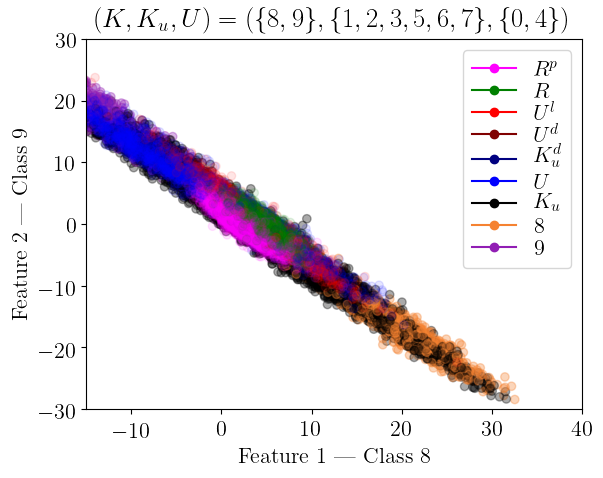 (K, K_u, U) = ({8, 9}, {1, 2, 3, 5, 6, 7}, {0, 4})
30
20
10
0
−10
−20
−30
Feature 2 — Class 9
R^p
R
U^l
U^d
K_u^d
U
K_u
8
9
−10 0 10 20 30 40
Feature 1 — Class 8